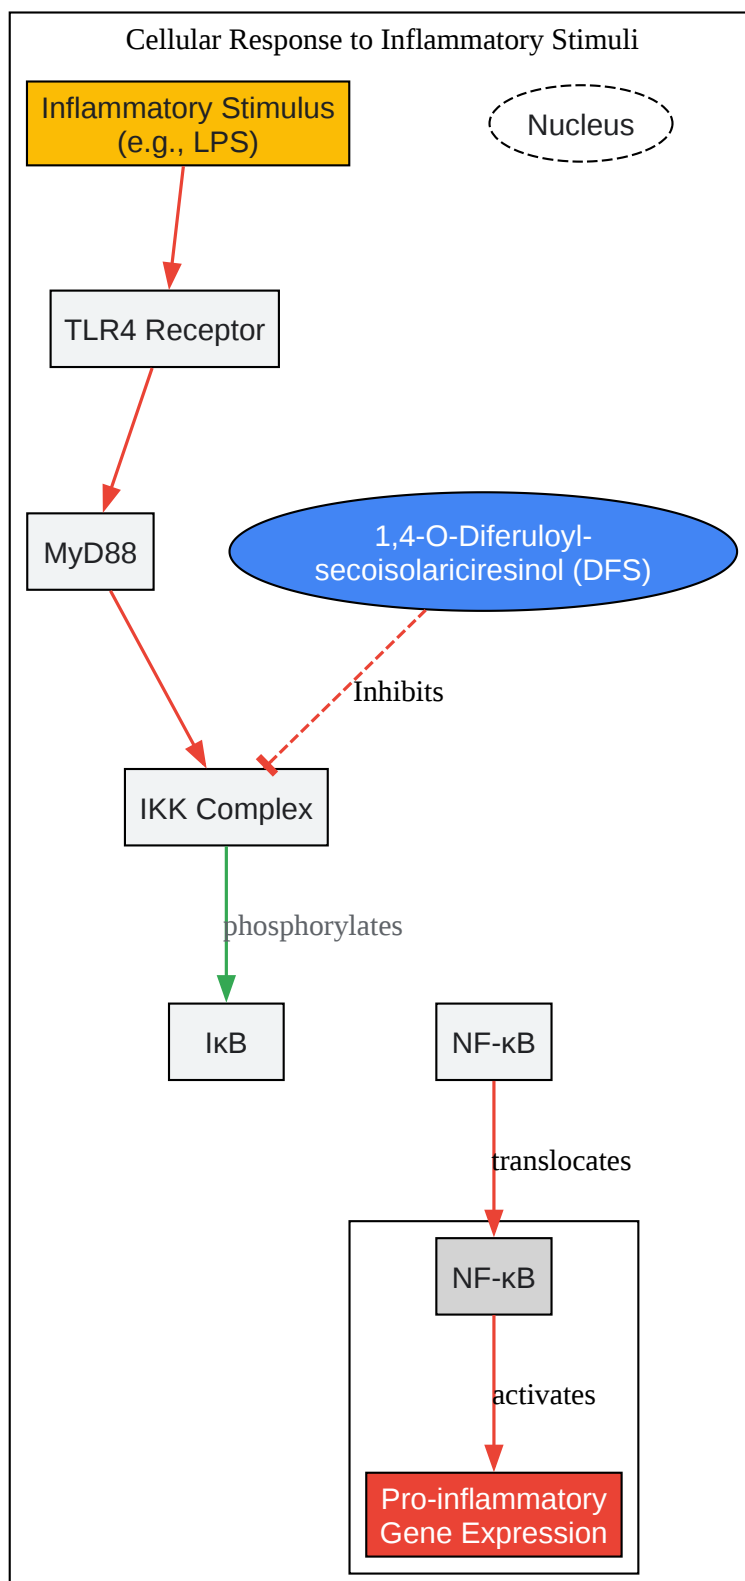 Cellular Response to Inflammatory Stimuli
Inflammatory Stimulus
(e.g., LPS)
Nucleus
TLR4 Receptor
MyD88
1,4-O-Diferuloyl-
secoisolariciresinol (DFS)
Inhibits
IKK Complex
phosphorylates
IκB
NF-κB
translocates
NF-κB
activates
Pro-inflammatory
Gene Expression